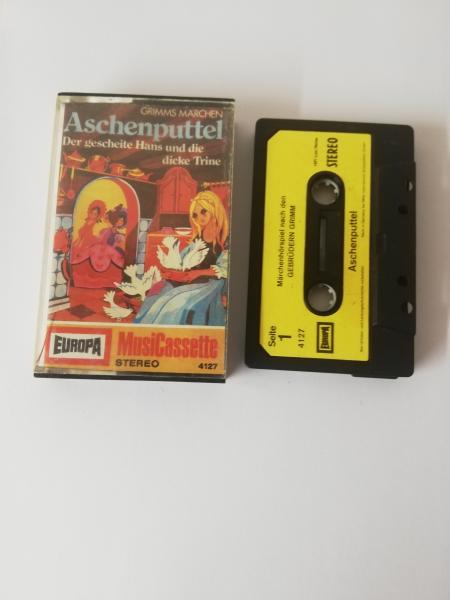 GRIMMS MÄRCHEN
Aschenputtel
Der gescheite Hans und die
dicke Trine
EUROPA
MusiCassette
STEREO
4127
STEREO
Märchenhörspiel nach den
GEBRÜDERN GRIMM
Aschenputtel
Seite
1
4127
EUROPA